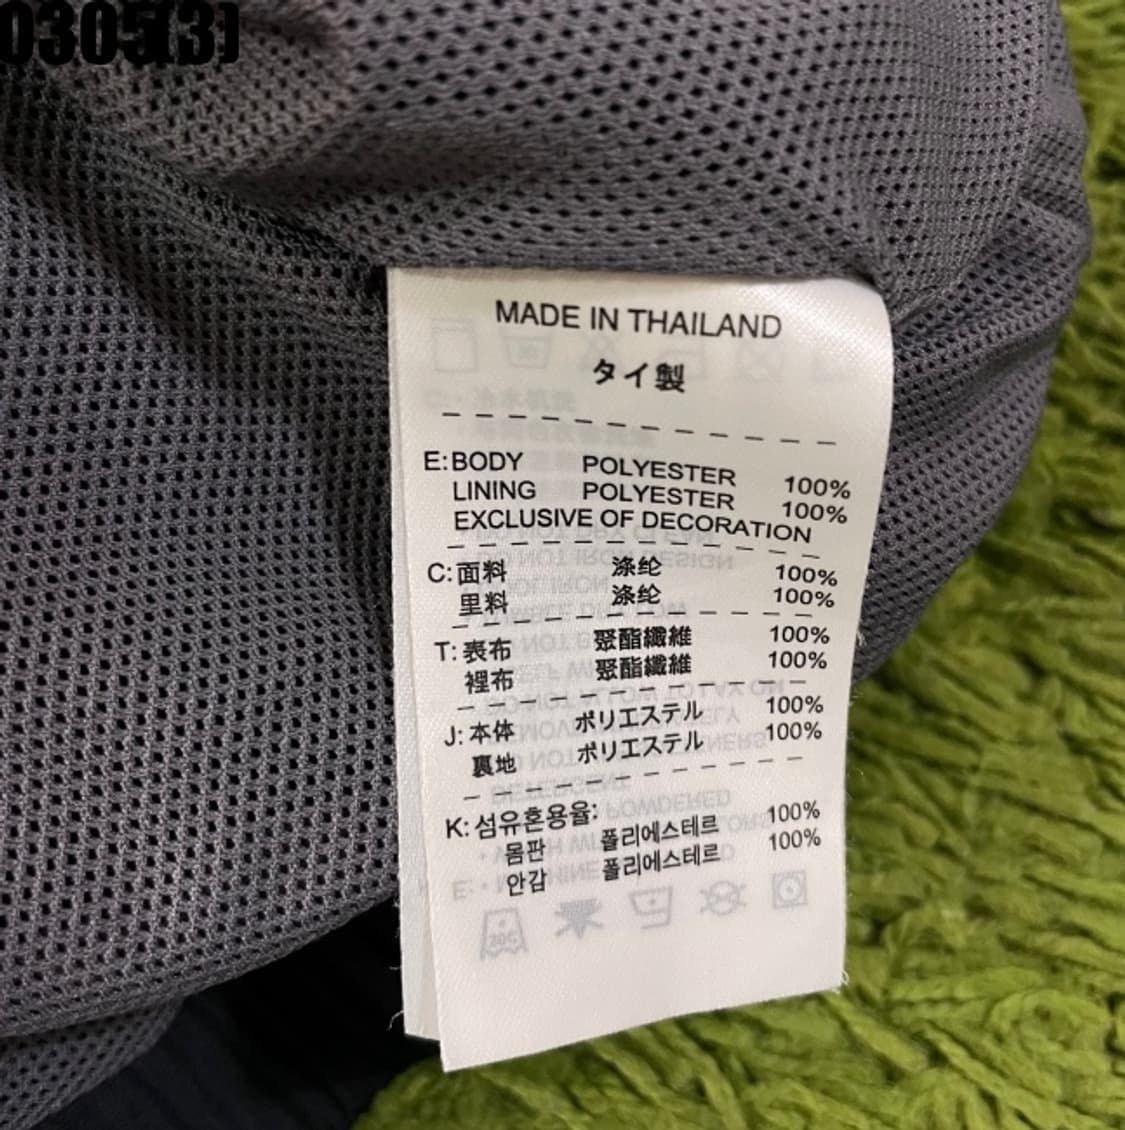 0305(3)
MADE IN THAILAND
タイ製
E: BODY POLYESTER 100%
LINING POLYESTER 100%
EXCLUSIVE OF DECORATION
C: 面料 涤纶 100%
里料 涤纶 100%
T: 表布 聚酯纖維 100%
裡布 聚酯纖維 100%
J: 本体 ポリエステル 100%
裏地 ポリエステル 100%
K: 섬유혼용율:
몸판 폴리에스테르 100%
안감 폴리에스테르 100%